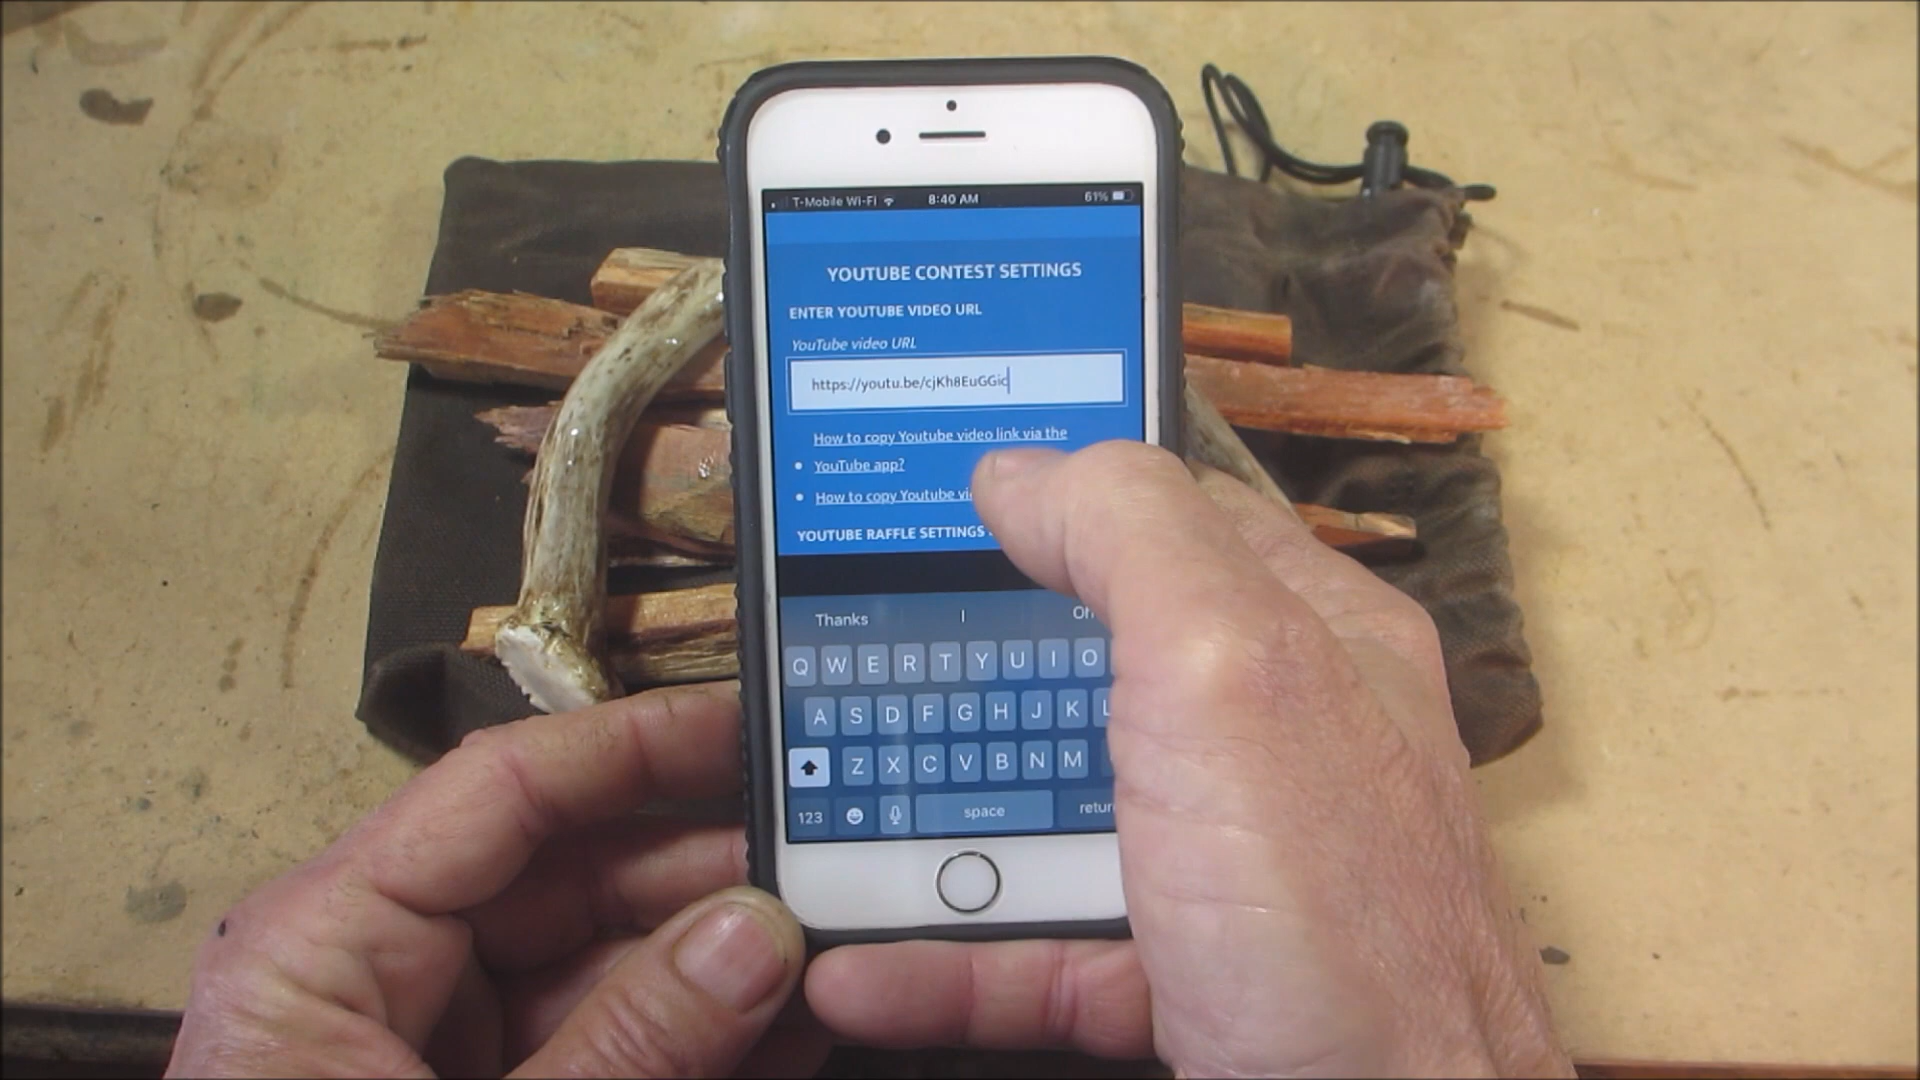 T-Mobile Wi-Fi 8:40 AM 61%
YOUTUBE CONTEST SETTINGS
ENTER YOUTUBE VIDEO URL
YouTube video URL
https://youtu.be/cjKh8EuGGic
How to copy Youtube video link via the
YouTube app?
How to copy Youtube
YOUTUBE RAFFLE SETTINGS
Thanks I
Q W E R T Y U I O
A S D F G H J K L
Z X C V B N M
123 space